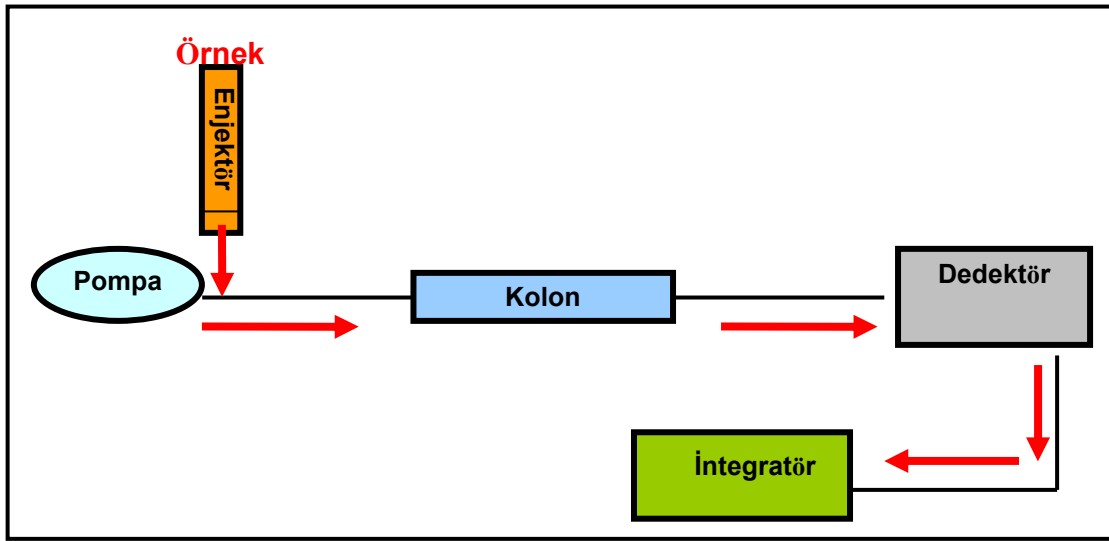 Örnek
Enjektör
Pompa
Kolon
Dedektör
İntegratör